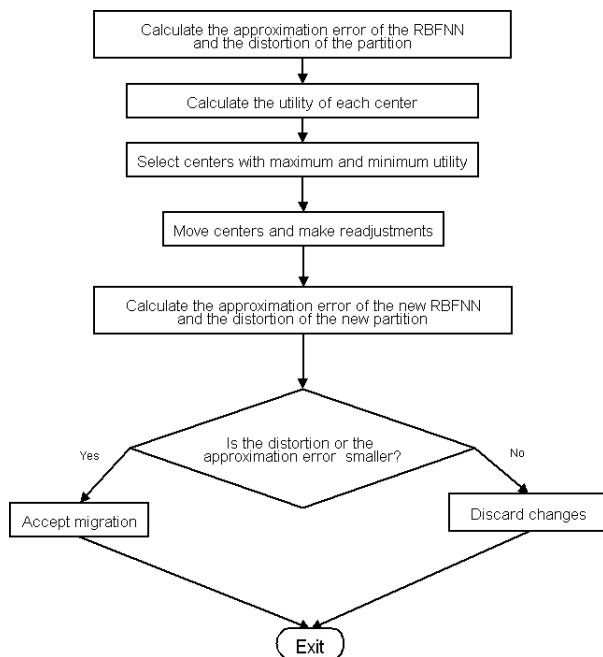 Calculate the approximation error of the RBFNN
and the distortion of the partition
Calculate the utility of each center
Select centers with maximum and minimum utility
Move centers and make readjustments
Calculate the approximation error of the new RBFNN
and the distortion of the new partition
Is the distortion or the
approximation error smaller?
Yes
No
Accept migration
Discard changes
Exit